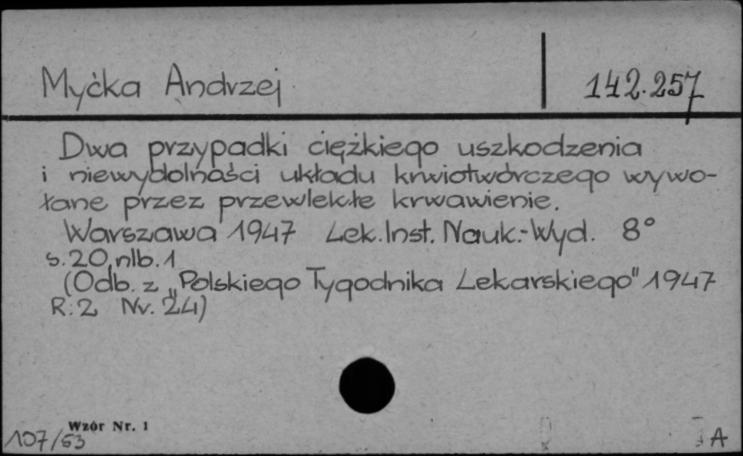 Myćka Andrzej
142.257
Dwa przypadki ciężkiego uszkodzenia
i niewydolności układu krwiotwórczego wywo-
łane przez przewlekłe krwawienie.
Warszawa 1947 Lek.Inst. Nauk.-Wyd. 8°
s.20,nlb.1
(Odb. z „Polskiego Tygodnika Lekarskiego" 1947
R.2 Nr. 24)
Wzór Nr. 1
107/53
A